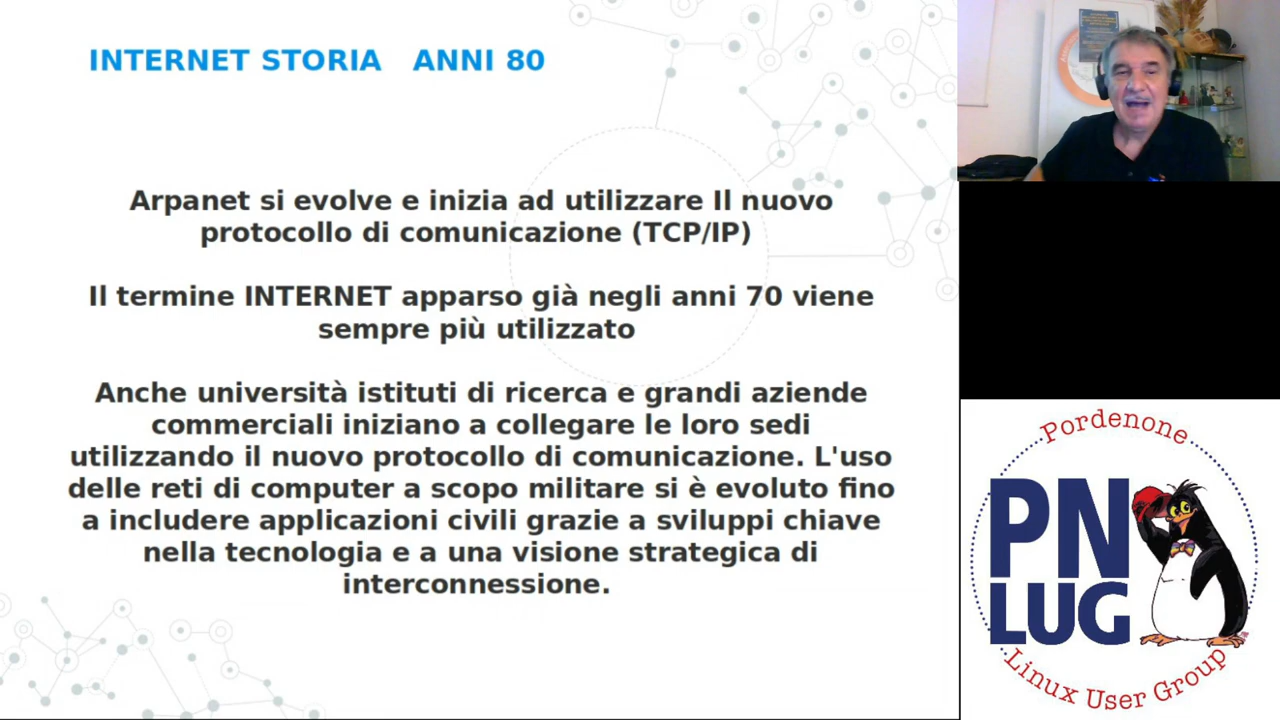 INTERNET STORIA ANNI 80
Arpanet si evolve e inizia ad utilizzare Il nuovo
protocollo di comunicazione (TCP/IP)
Il termine INTERNET apparso già negli anni 70 viene
sempre più utilizzato
Anche università istituti di ricerca e grandi aziende
commerciali iniziano a collegare le loro sedi
utilizzando il nuovo protocollo di comunicazione. L'uso
delle reti di computer a scopo militare si è evoluto fino
a includere applicazioni civili grazie a sviluppi chiave
nella tecnologia e a una visione strategica di
interconnessione.
Pordenone
PN
LUG
Linux User Group